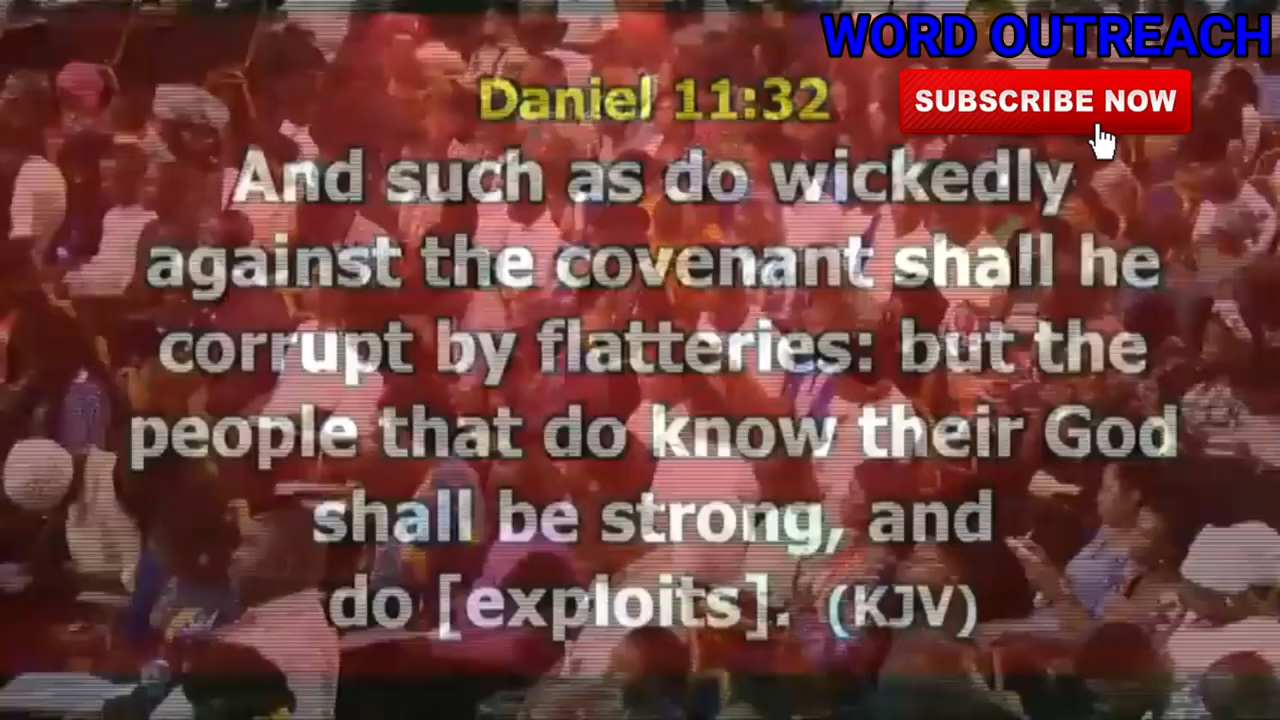 WORD OUTREACH
SUBSCRIBE NOW
Daniel 11:32
And such as do wickedly
against the covenant shall he
corrupt by flatteries: but the
people that do know their God
shall be strong, and
do [exploits]. (KJV)